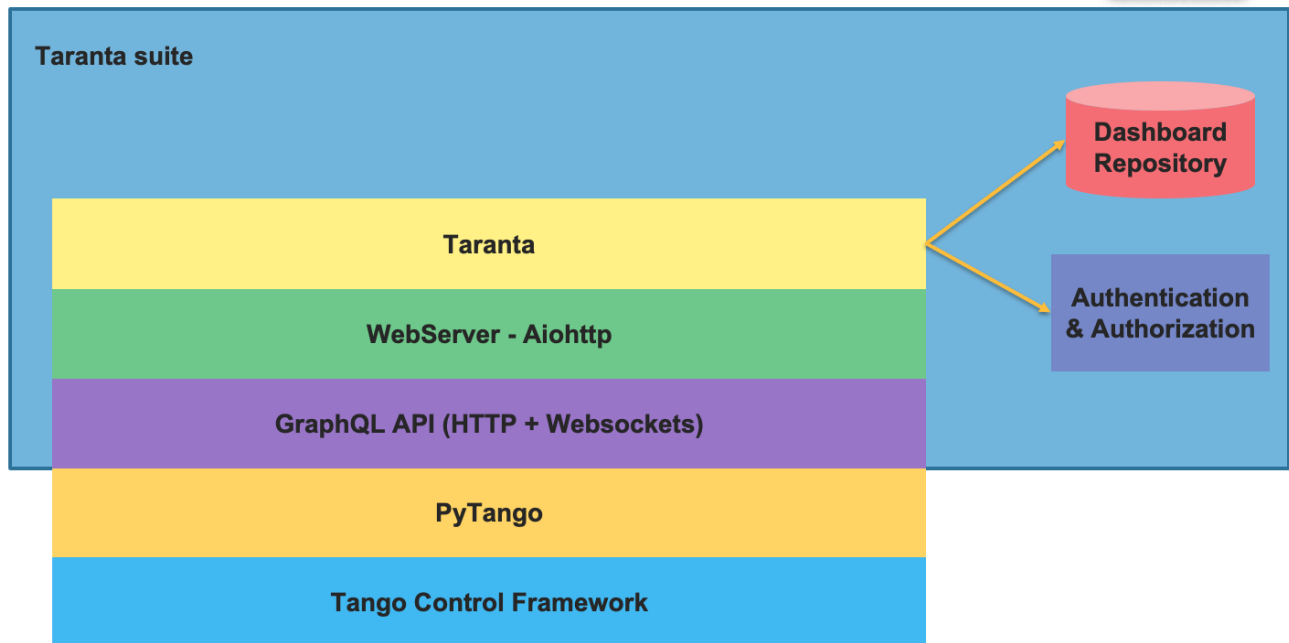 Taranta suite
Dashboard
Repository
Taranta
Authentication
& Authorization
WebServer - Aiohttp
GraphQL API (HTTP + Websockets)
PyTango
Tango Control Framework